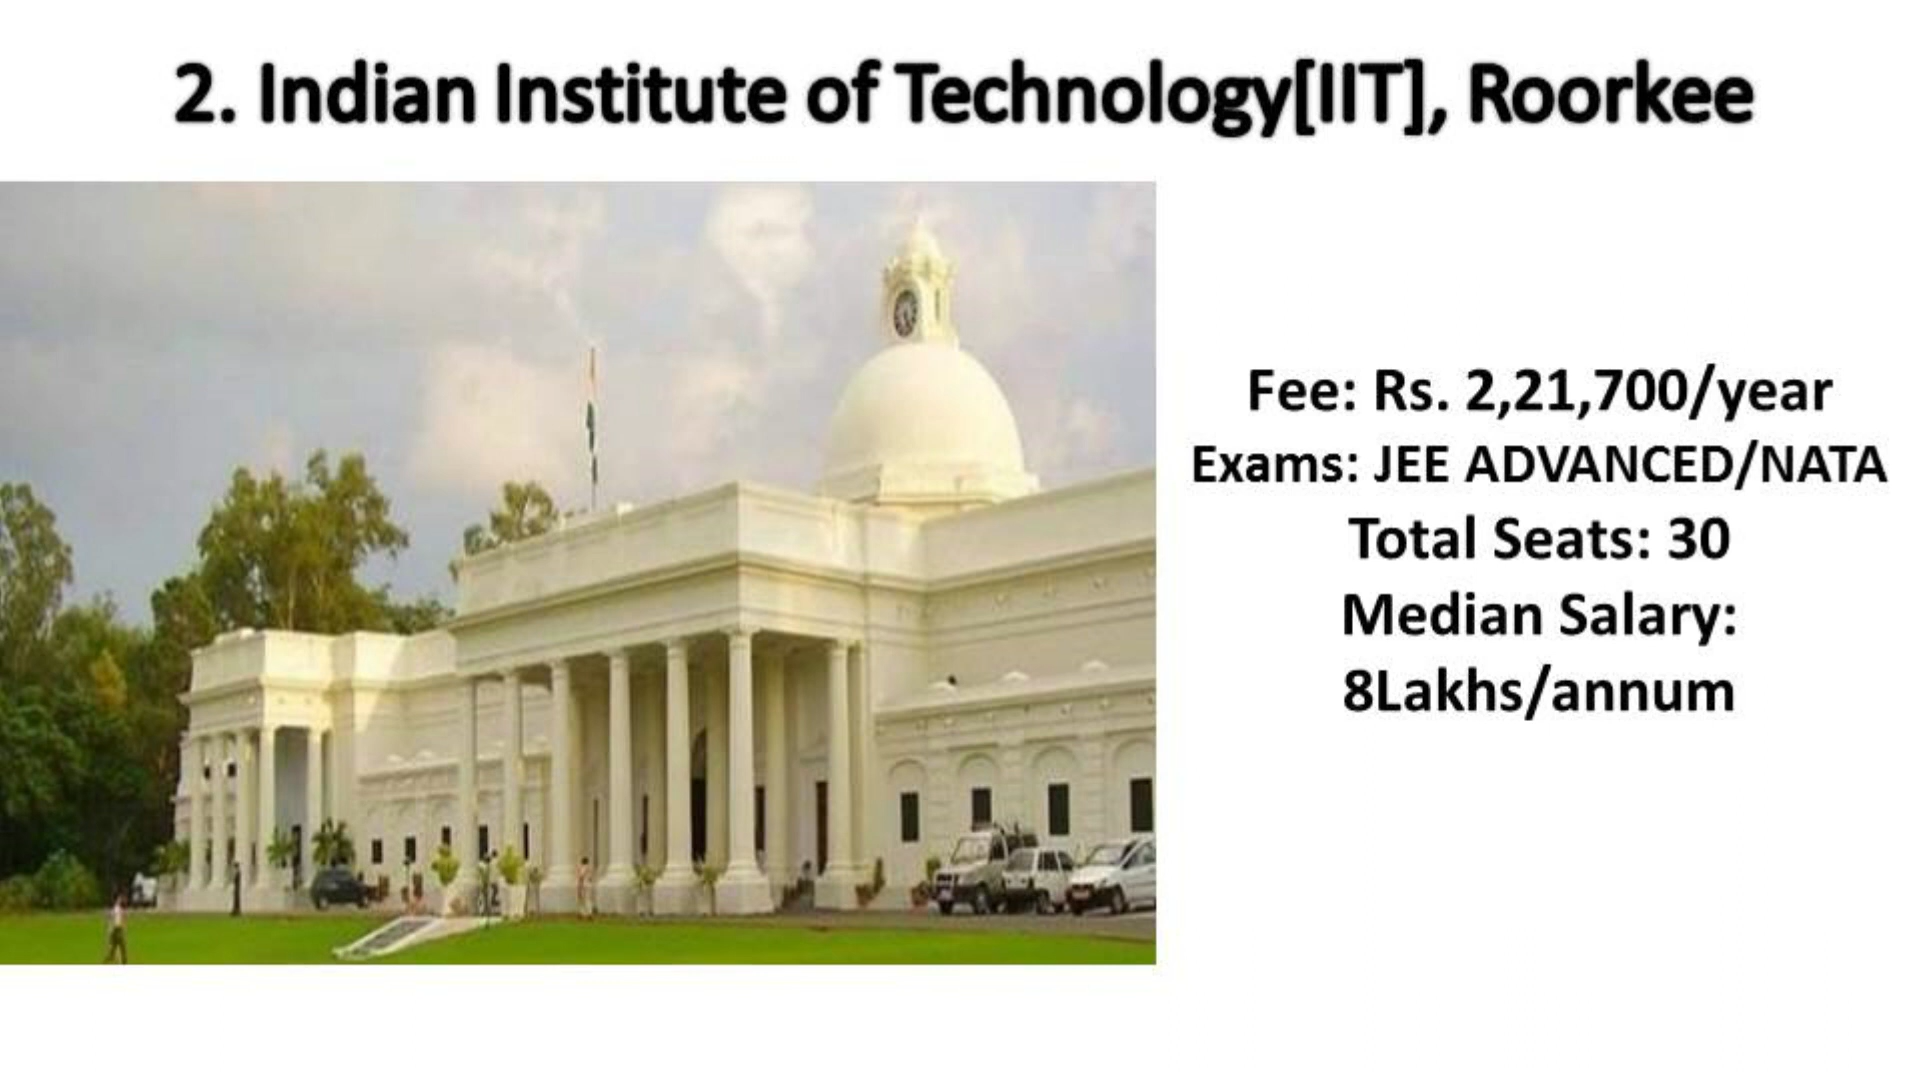 2. Indian Institute of Technology[IIT], Roorkee
Fee: Rs. 2,21,700/year
Exams: JEE ADVANCED/NATA
Total Seats: 30
Median Salary:
8Lakhs/annum